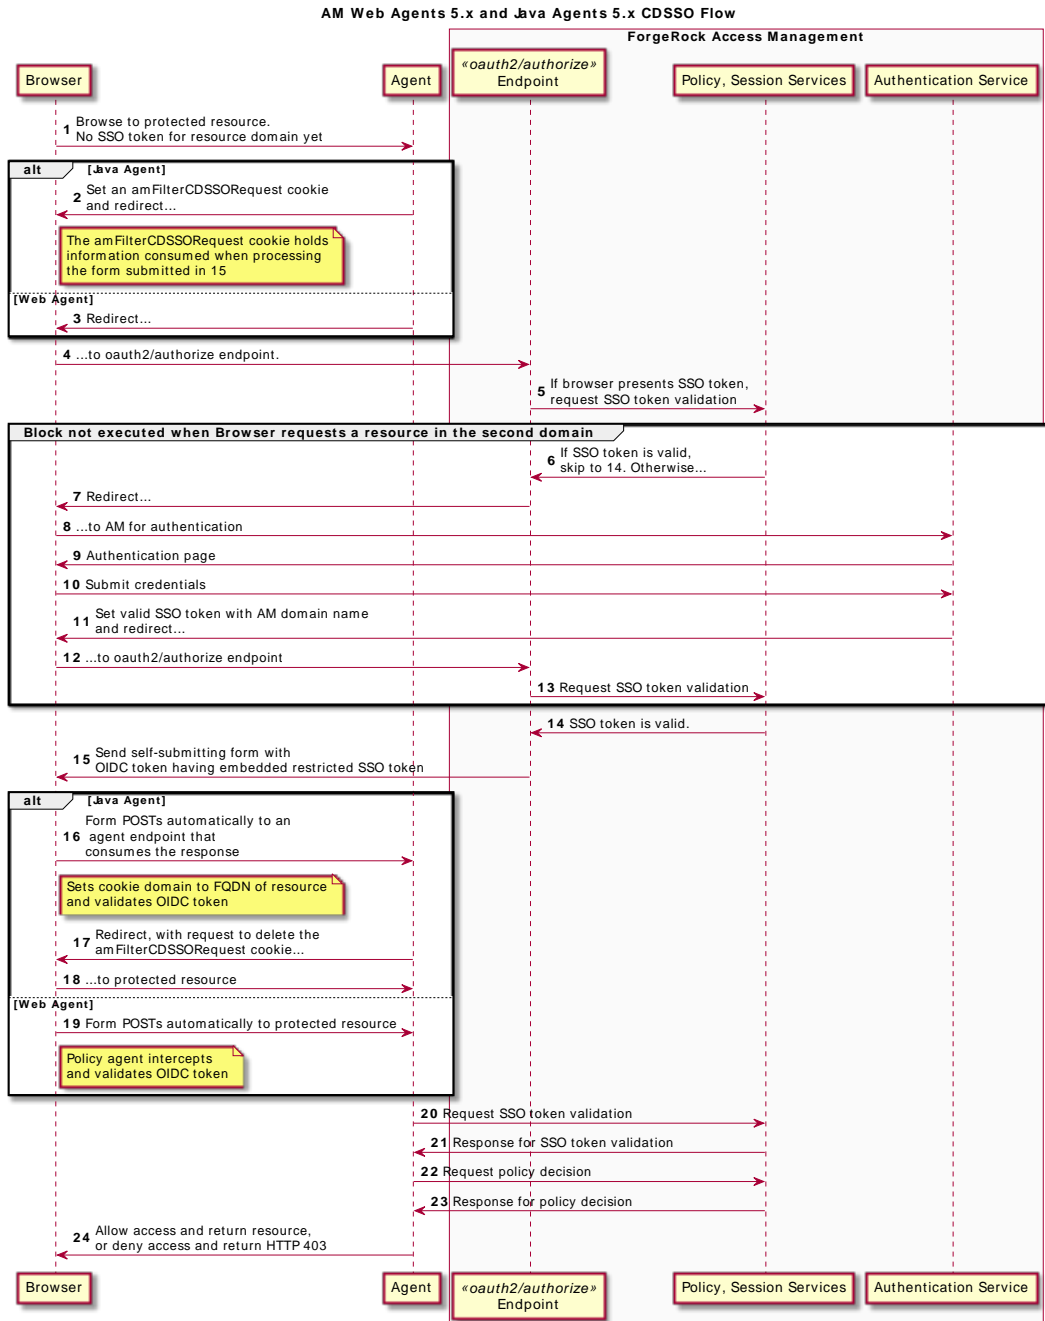 AM Web Agents 5.x and Java Agents 5.x CDSSO Flow
ForgeRock Access Management
Browser
Agent
«oauth2/authorize»
Endpoint
Policy, Session Services
Authentication Service
1 Browse to protected resource.
No SSO token for resource domain yet
alt [Java Agent]
2 Set an amFilterCDSSORequest cookie
and redirect...
The amFilterCDSSORequest cookie holds
information consumed when processing
the form submitted in 15
[Web Agent]
3 Redirect...
4 ...to oauth2/authorize endpoint.
5 If browser presents SSO token,
request SSO token validation
Block not executed when Browser requests a resource in the second domain
6 If SSO token is valid,
skip to 14. Otherwise...
7 Redirect...
8 ...to AM for authentication
9 Authentication page
10 Submit credentials
11 Set valid SSO token with AM domain name
and redirect...
12 ...to oauth2/authorize endpoint
13 Request SSO token validation
14 SSO token is valid.
15 Send self-submitting form with
OIDC token having embedded restricted SSO token
alt [Java Agent]
16 Form POSTs automatically to an
agent endpoint that
consumes the response
Sets cookie domain to FQDN of resource
and validates OIDC token
17 Redirect, with request to delete the
amFilterCDSSORequest cookie...
18 ...to protected resource
[Web Agent]
19 Form POSTs automatically to protected resource
Policy agent intercepts
and validates OIDC token
20 Request SSO token validation
21 Response for SSO token validation
22 Request policy decision
23 Response for policy decision
24 Allow access and return resource,
or deny access and return HTTP 403
Browser
Agent
«oauth2/authorize»
Endpoint
Policy, Session Services
Authentication Service